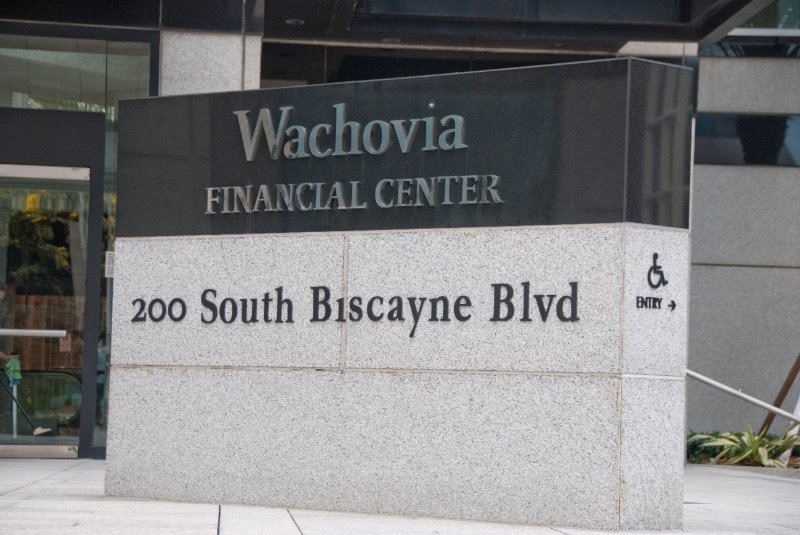 Wachovia
FINANCIAL CENTER
200 South Biscayne Blvd
ENTRY →